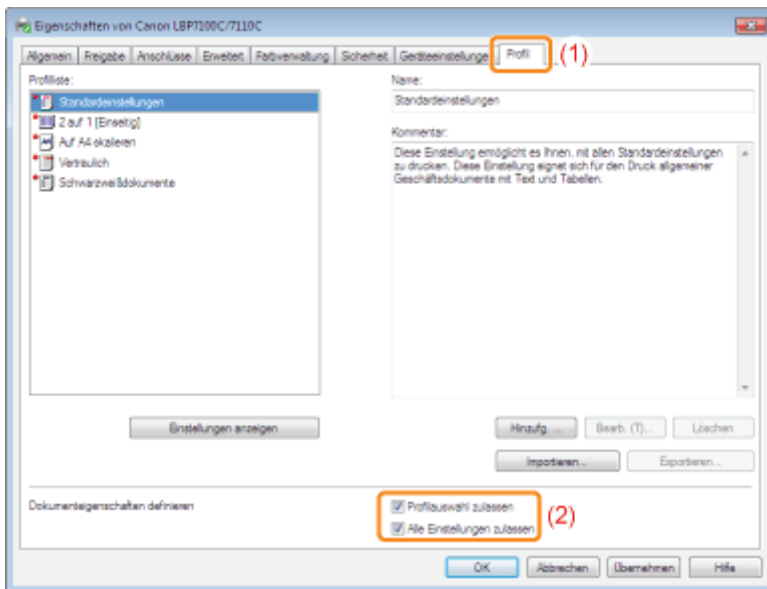 Eigenschaften von Canon LBP7100C/7110C
Allgemein Freigabe Anschlüsse Erweitert Farbverwaltung Sicherheit Geräteeinstellungen Profil (1)
Profilliste:
Standardeinstellungen
2 auf 1 [Einseitig]
Auf A4 skalieren
Vertraulich
Schwarzweißdokumente
Einstellungen anzeigen
Name:
Standardeinstellungen
Kommentar:
Diese Einstellung ermöglicht es Ihnen, mit allen Standardeinstellungen
zu drucken. Diese Einstellung eignet sich für den Druck allgemeiner
Geschäftsdokumente mit Text und Tabellen.
Hinzufg. ... Bearb. (T)... Löschen
Importieren... Exportieren...
Dokumenteigenschaften definieren
Profilauswahl zulassen
Alle Einstellungen zulassen
(2)
OK Abbrechen Übernehmen Hilfe